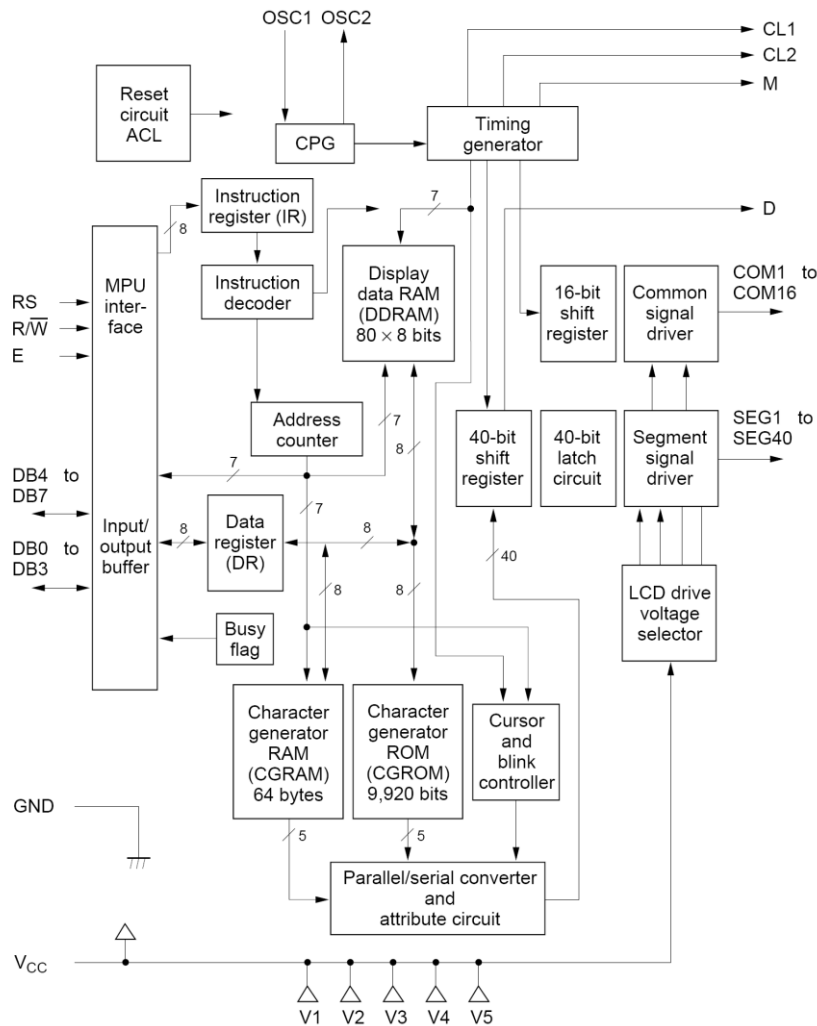 OSC1 OSC2
CL1
CL2
M
Reset
circuit
ACL
CPG
Timing
generator
7
D
8
Instruction
register (IR)
MPU
inter-
face
Instruction
decoder
Display
data RAM
(DDRAM)
80 × 8 bits
16-bit
shift
register
Common
signal
driver
COM1 to
COM16
RS
R/W̅
E
Address
counter
7
8
40-bit
shift
register
40-bit
latch
circuit
Segment
signal
driver
SEG1 to
SEG40
DB4 to
DB7
7
7
Input/
output
buffer
8
Data
register
(DR)
8
DB0 to
DB3
8
8
40
LCD drive
voltage
selector
Busy
flag
Character
generator
RAM
(CGRAM)
64 bytes
Character
generator
ROM
(CGROM)
9,920 bits
Cursor
and
blink
controller
GND
5
5
Parallel/serial converter
and
attribute circuit
VCC
V1 V2 V3 V4 V5